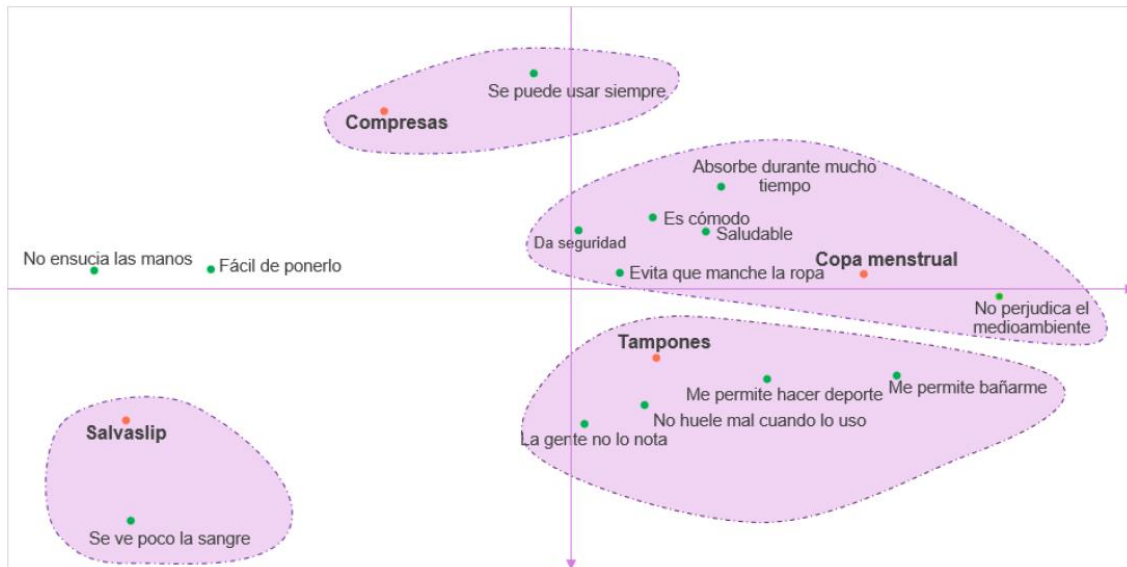 Se puede usar siempre
Compresas
Absorbe durante mucho
tiempo
Es cómodo
Saludable
Da seguridad
No ensucia las manos
Fácil de ponerlo
Evita que manche la ropa
Copa menstrual
No perjudica el
medioambiente
Tampones
Me permite hacer deporte
Me permite bañarme
No huele mal cuando lo uso
La gente no lo nota
Salvaslip
Se ve poco la sangre